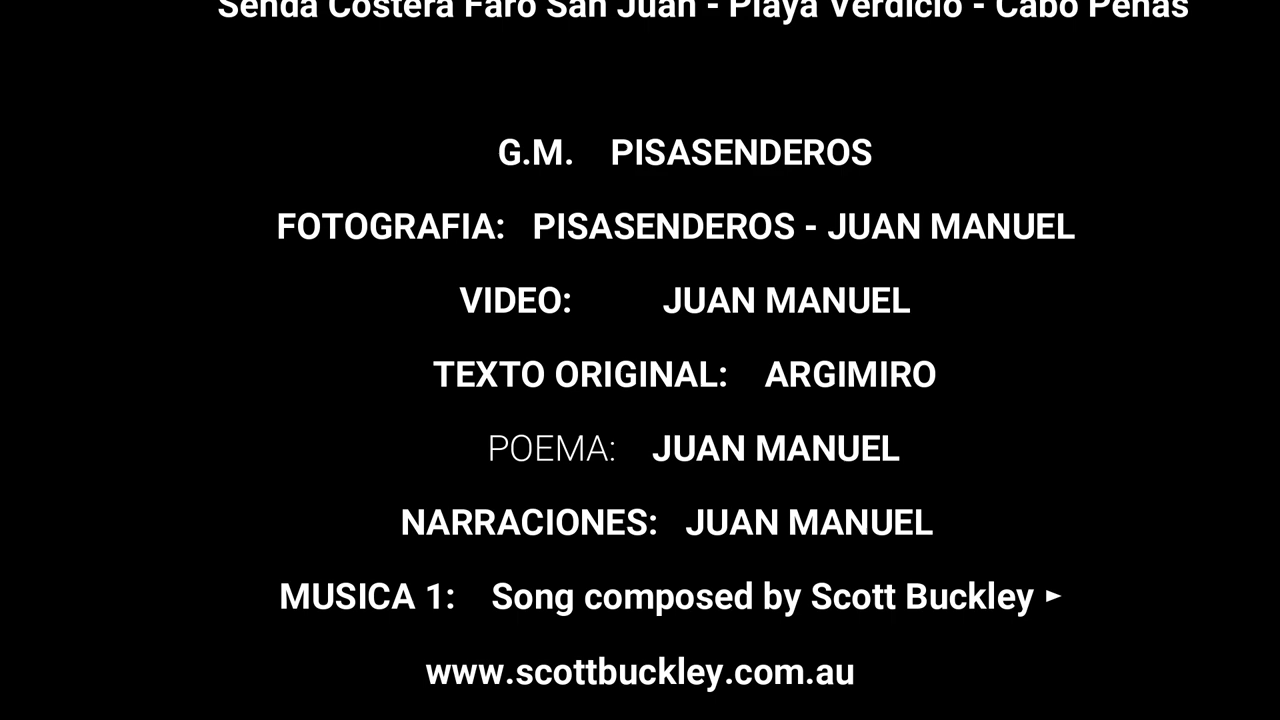 Senda Costera Faro San Juan - Playa Verdicio - Cabo Peñas
G.M. PISASENDEROS
FOTOGRAFIA: PISASENDEROS - JUAN MANUEL
VIDEO: JUAN MANUEL
TEXTO ORIGINAL: ARGIMIRO
POEMA: JUAN MANUEL
NARRACIONES: JUAN MANUEL
MUSICA 1: Song composed by Scott Buckley ►
www.scottbuckley.com.au